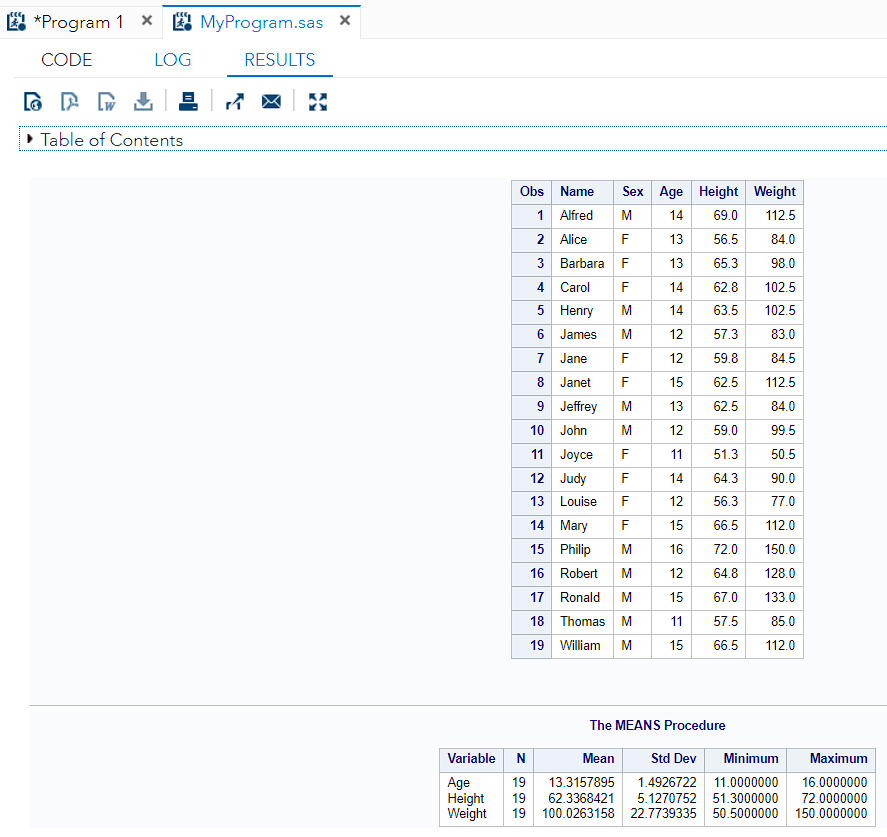 *Program 1 × MyProgram.sas ×
CODE LOG RESULTS
Table of Contents
Obs Name Sex Age Height Weight
1 Alfred M 14 69.0 112.5
2 Alice F 13 56.5 84.0
3 Barbara F 13 65.3 98.0
4 Carol F 14 62.8 102.5
5 Henry M 14 63.5 102.5
6 James M 12 57.3 83.0
7 Jane F 12 59.8 84.5
8 Janet F 15 62.5 112.5
9 Jeffrey M 13 62.5 84.0
10 John M 12 59.0 99.5
11 Joyce F 11 51.3 50.5
12 Judy F 14 64.3 90.0
13 Louise F 12 56.3 77.0
14 Mary F 15 66.5 112.0
15 Philip M 16 72.0 150.0
16 Robert M 12 64.8 128.0
17 Ronald M 15 67.0 133.0
18 Thomas M 11 57.5 85.0
19 William M 15 66.5 112.0
The MEANS Procedure
Variable N Mean Std Dev Minimum Maximum
Age 19 13.3157895 1.4926722 11.0000000 16.0000000
Height 19 62.3368421 5.1270752 51.3000000 72.0000000
Weight 19 100.0263158 22.7739335 50.5000000 150.0000000